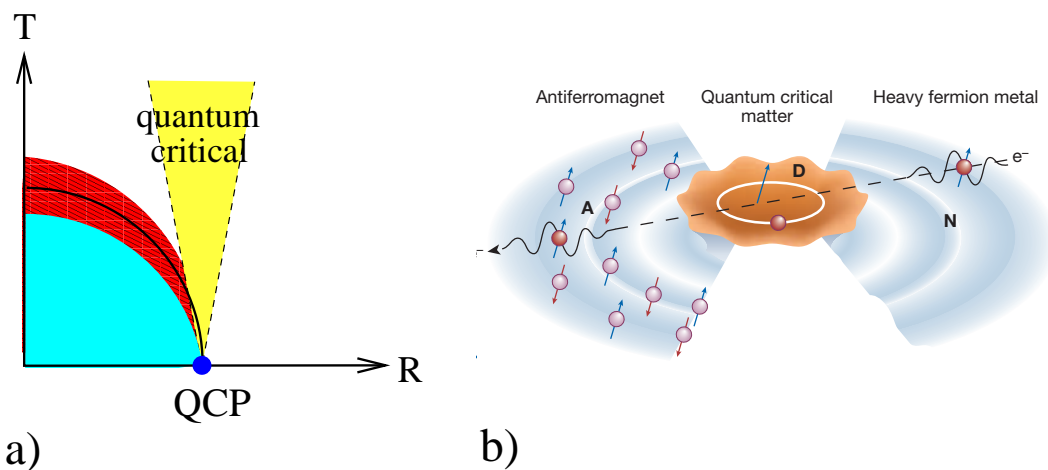 T
quantum
critical
R
QCP
a)
Antiferromagnet
Quantum critical
matter
Heavy fermion metal
D
e⁻
A
N
b)